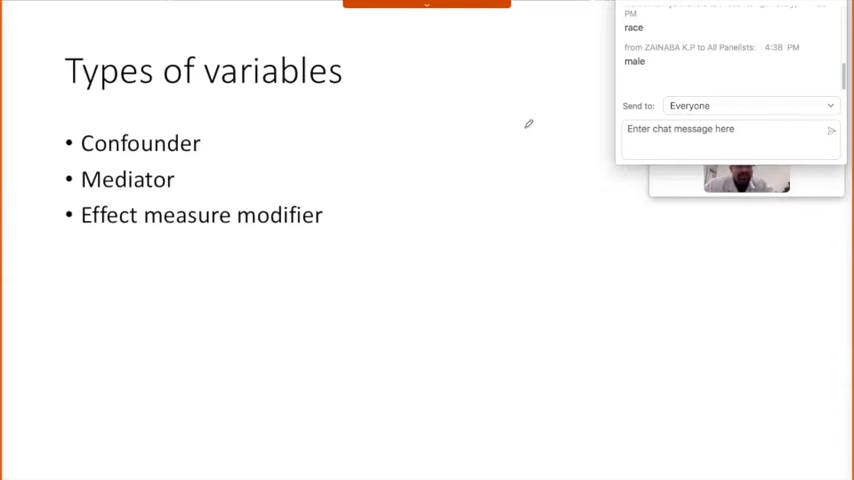 Types of variables
• Confounder
• Mediator
• Effect measure modifier
PM
race
from ZAINABA K.P to All Panelists: 4:38 PM
male
Send to: Everyone
Enter chat message here